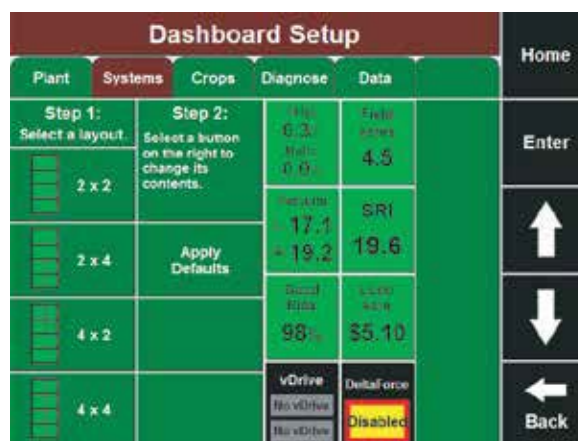 Dashboard Setup
Home
Plant
Systems
Crops
Diagnose
Data
Step 1:
Select a layout.
Step 2:
Select a button
on the right to
change its
contents.
Enter
2 x 2
4.5
2 x 4
Apply
Defaults
17.1
19.2
SRI
19.6
4 x 2
98%
$5.10
4 x 4
vDrive
No vDrive
No vDrive
DeltaForce
Disabled
Back